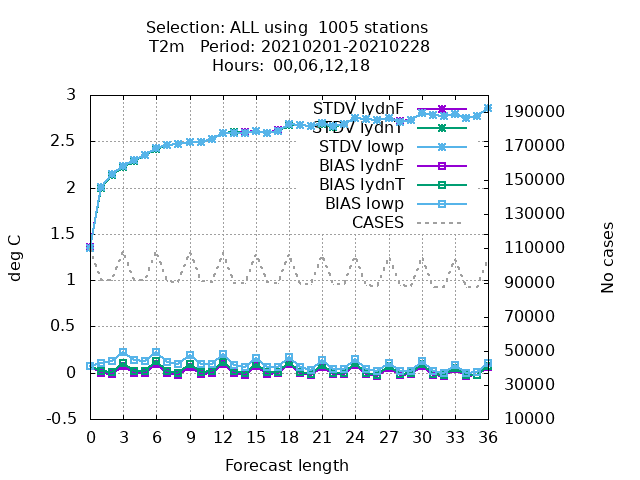 Selection: ALL using  1005 stations
T2m   Period: 20210201-20210228
Hours:  00,06,12,18
3
2.5
2
1.5
1
0.5
0
-0.5
deg C
190000
170000
150000
130000
110000
90000
70000
50000
30000
10000
No cases
STDV lydnF
STDV lydnT
STDV lowp
BIAS lydnF
BIAS lydnT
BIAS lowp
CASES
0 3 6 9 12 15 18 21 24 27 30 33 36
Forecast length